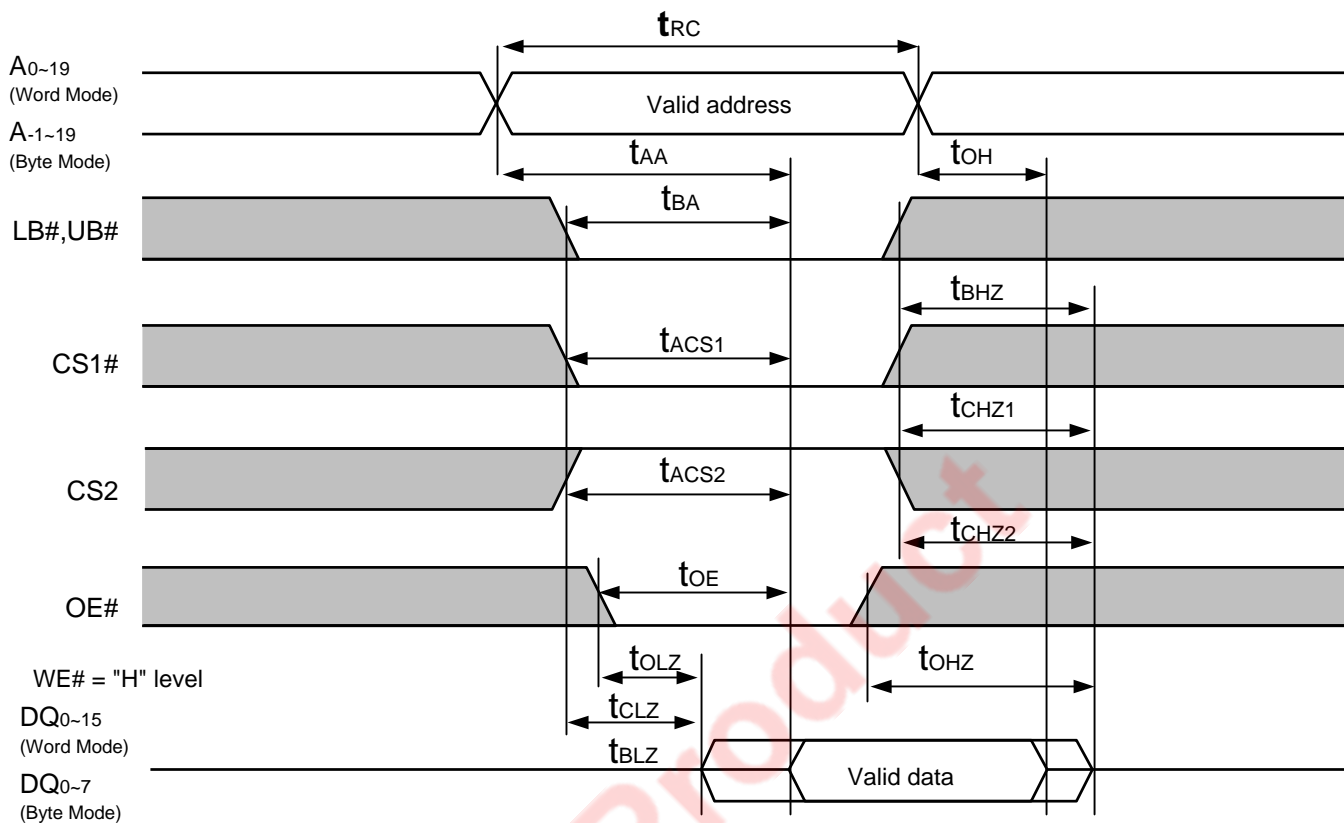 tRC
A0~19
(Word Mode)
Valid address
A-1~19
(Byte Mode)
tAA
tOH
tBA
LB#,UB#
tBHZ
tACS1
CS1#
tCHZ1
tACS2
CS2
tCHZ2
tOE
OE#
tOLZ
tOHZ
WE# = "H" level
tCLZ
DQ0~15
(Word Mode)
tBLZ
Valid data
DQ0~7
(Byte Mode)
Product